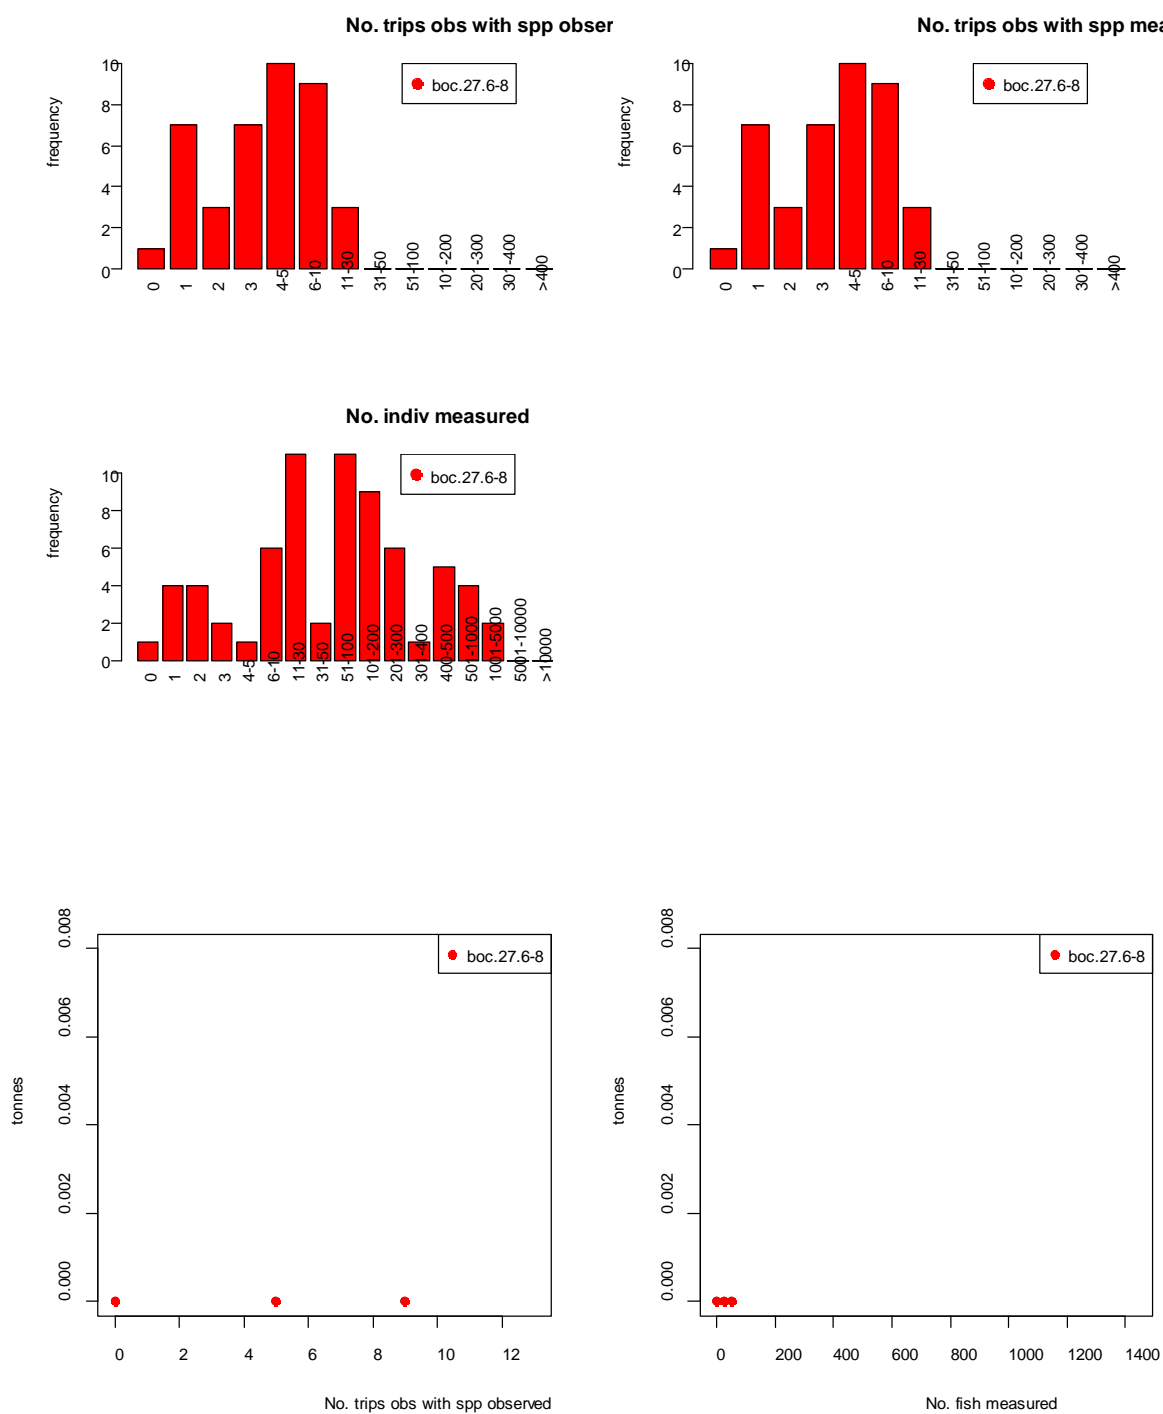 No. trips obs with spp obser
frequency
10
8
6
4
2
0
boc.27.6-8
0 1 2 3 4-5 6-10 11-30 31-50 51-100 101-200 201-300 301-400 >400
No. trips obs with spp mea
frequency
10
8
6
4
2
0
boc.27.6-8
0 1 2 3 4-5 6-10 11-30 31-50 51-100 101-200 201-300 301-400 >400
No. indiv measured
frequency
10
8
6
4
2
0
boc.27.6-8
0 1 2 3 4-5 6-10 11-30 31-50 51-100 101-200 201-300 301-400 400-500 501-1000 1001-5000 5001-10000 >10000
tonnes
0.008
0.006
0.004
0.002
0.000
boc.27.6-8
0 2 4 6 8 10 12
No. trips obs with spp observed
tonnes
0.008
0.006
0.004
0.002
0.000
boc.27.6-8
0 200 400 600 800 1000 1200 1400
No. fish measured